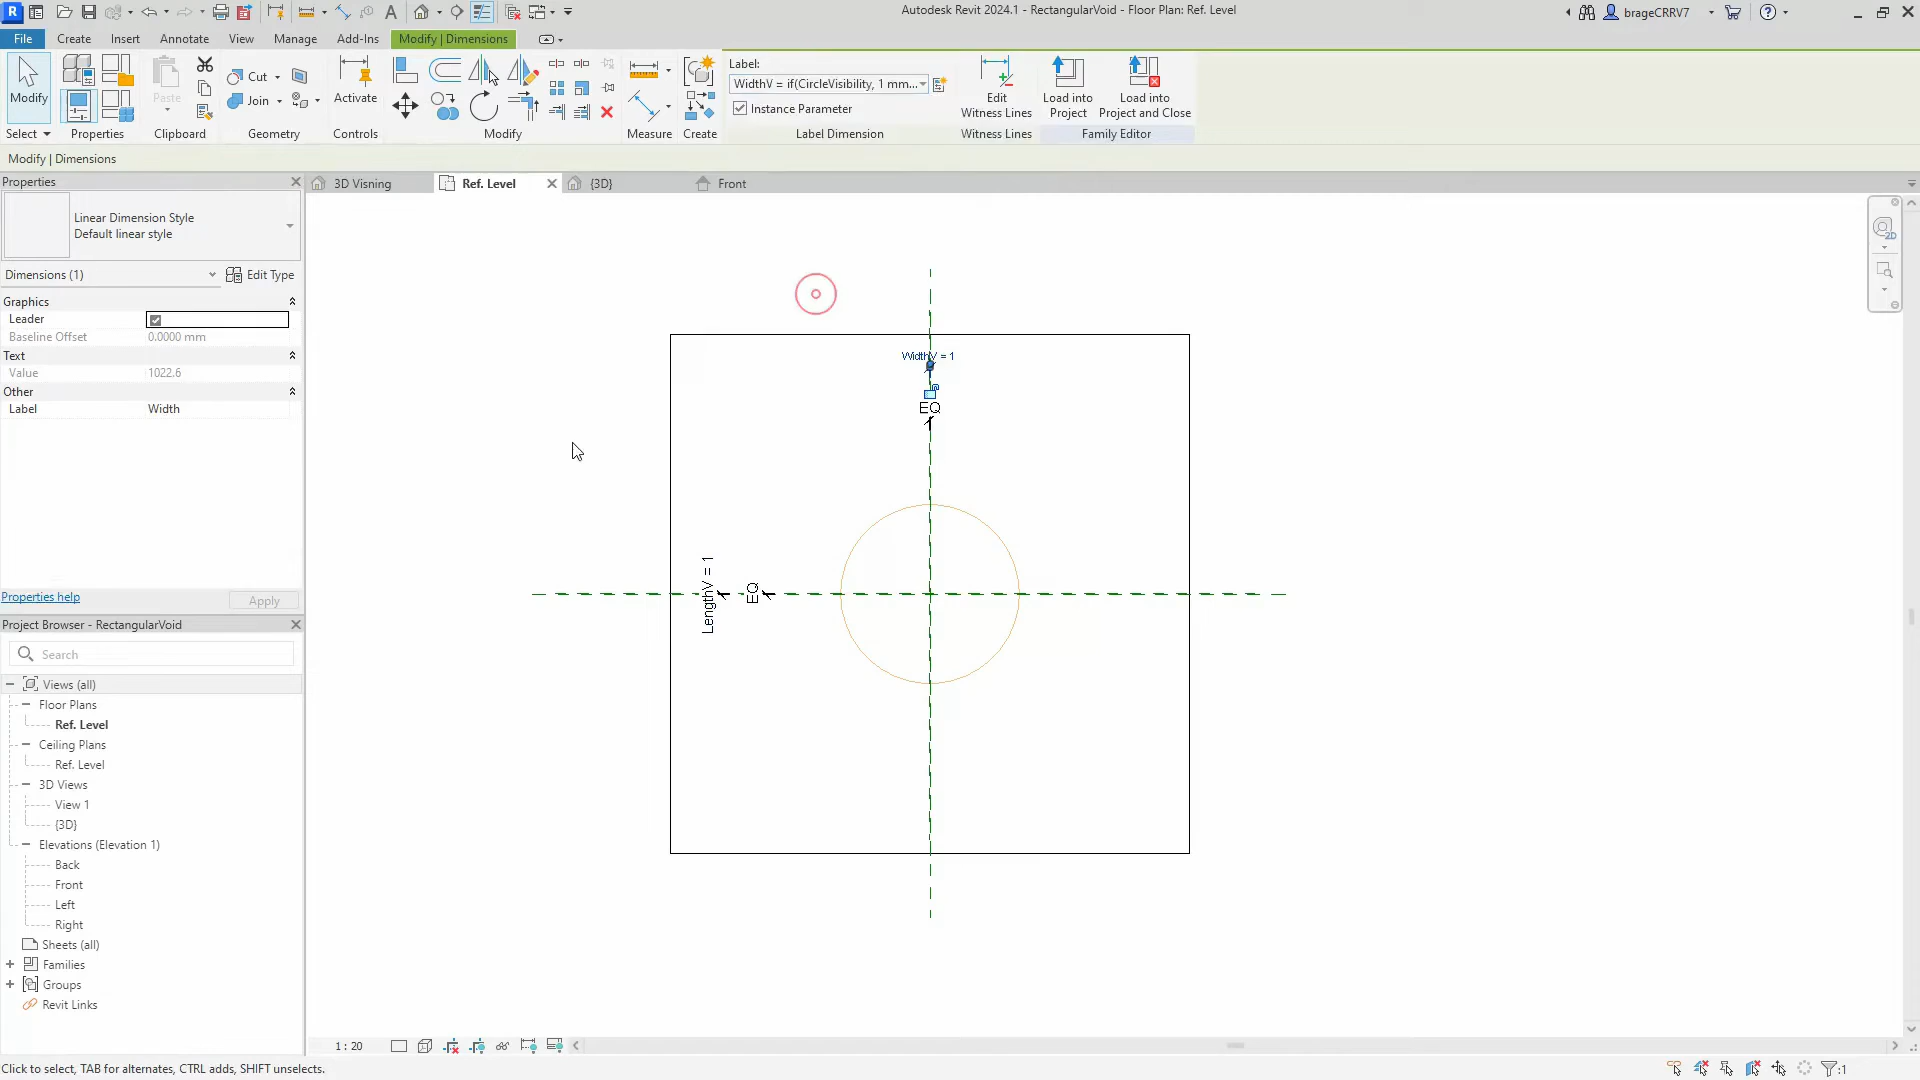 Autodesk Revit 2024.1 - RectangularVoid - Floor Plan: Ref. Level
brageCRRV7
File Create Insert Annotate View Manage Add-Ins Modify | Dimensions
Modify
Paste
Cut
Join
Activate
Edit
Witness Lines
Load into
Project
Load into
Project and Close
Label:
WidthV = if(CircleVisibility, 1 mm...
Instance Parameter
Select Properties Clipboard Geometry Controls Modify Measure Create Label Dimension Witness Lines Family Editor
Modify | Dimensions
Properties
3D Visning
Ref. Level
{3D}
Front
Linear Dimension Style
Default linear style
Dimensions (1)
Edit Type
Graphics
Leader
Baseline Offset 0.0000 mm
Text
Value 1022.6
Other
Label Width
Properties help
Apply
Project Browser - RectangularVoid
Search
Views (all)
Floor Plans
Ref. Level
Ceiling Plans
Ref. Level
3D Views
View 1
{3D}
Elevations (Elevation 1)
Back
Front
Left
Right
Sheets (all)
Families
Groups
Revit Links
WidthV = 1
EQ
LengthV = 1
EQ
2D
1 : 20
Click to select, TAB for alternates, CTRL adds, SHIFT unselects.
:1